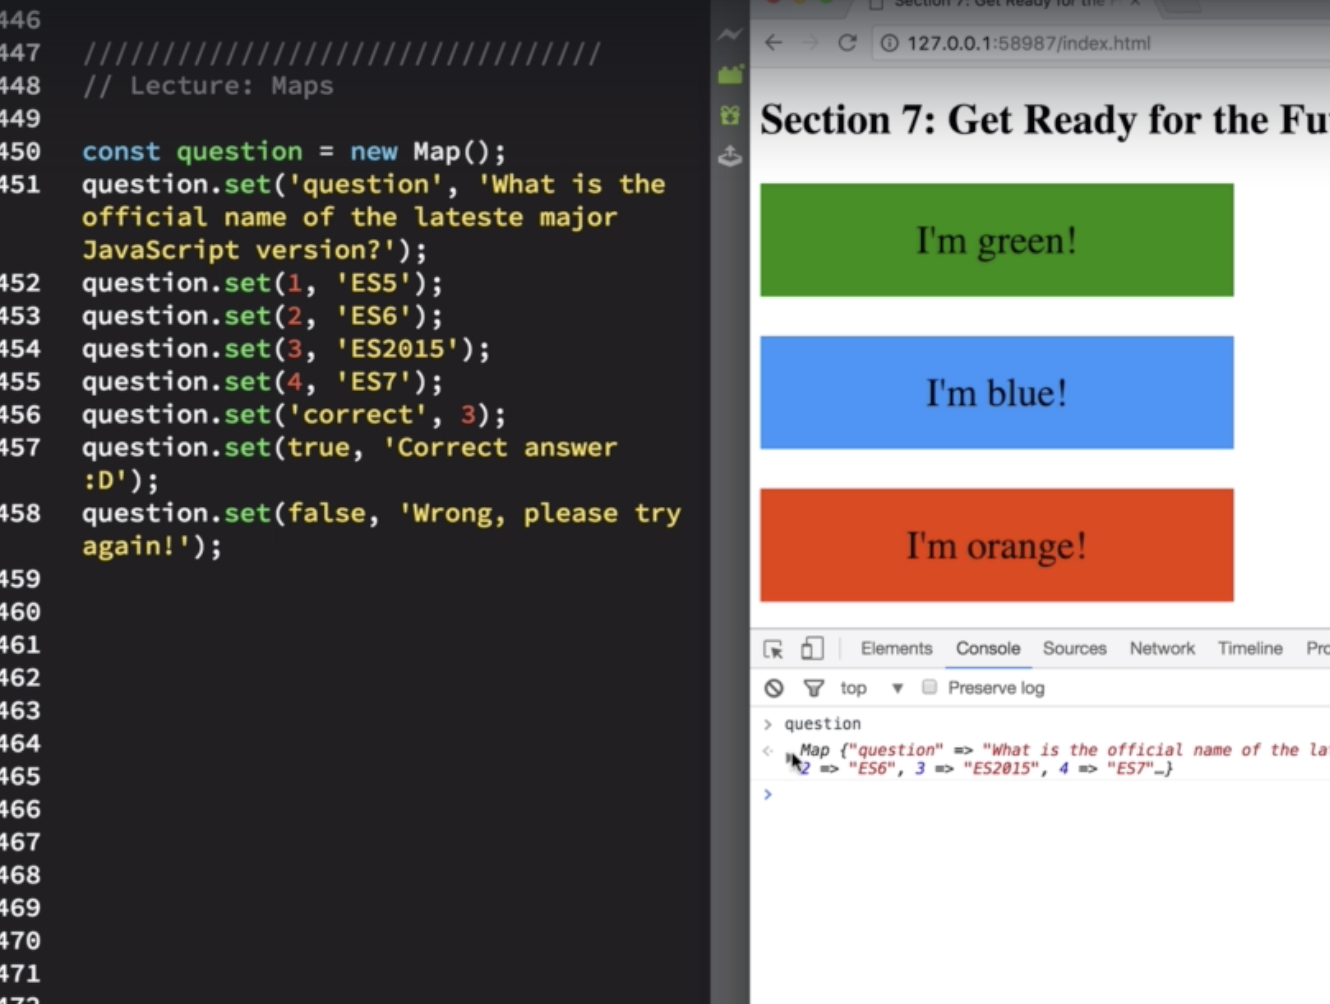 446
447 /////////////////////////////////
448 // Lecture: Maps
449
450 const question = new Map();
451 question.set('question', 'What is the
official name of the lateste major
JavaScript version?');
452 question.set(1, 'ES5');
453 question.set(2, 'ES6');
454 question.set(3, 'ES2015');
455 question.set(4, 'ES7');
456 question.set('correct', 3);
457 question.set(true, 'Correct answer
:D');
458 question.set(false, 'Wrong, please try
again!');
459
460
461
462
463
464
465
466
467
468
469
470
471
Section 7: Get Ready for the F
127.0.0.1:58987/index.html
Section 7: Get Ready for the Fu
I'm green!
I'm blue!
I'm orange!
Elements Console Sources Network Timeline Pro
top Preserve log
> question
Map {"question" => "What is the official name of the la
2 => "ES6", 3 => "ES2015", 4 => "ES7"…}
>